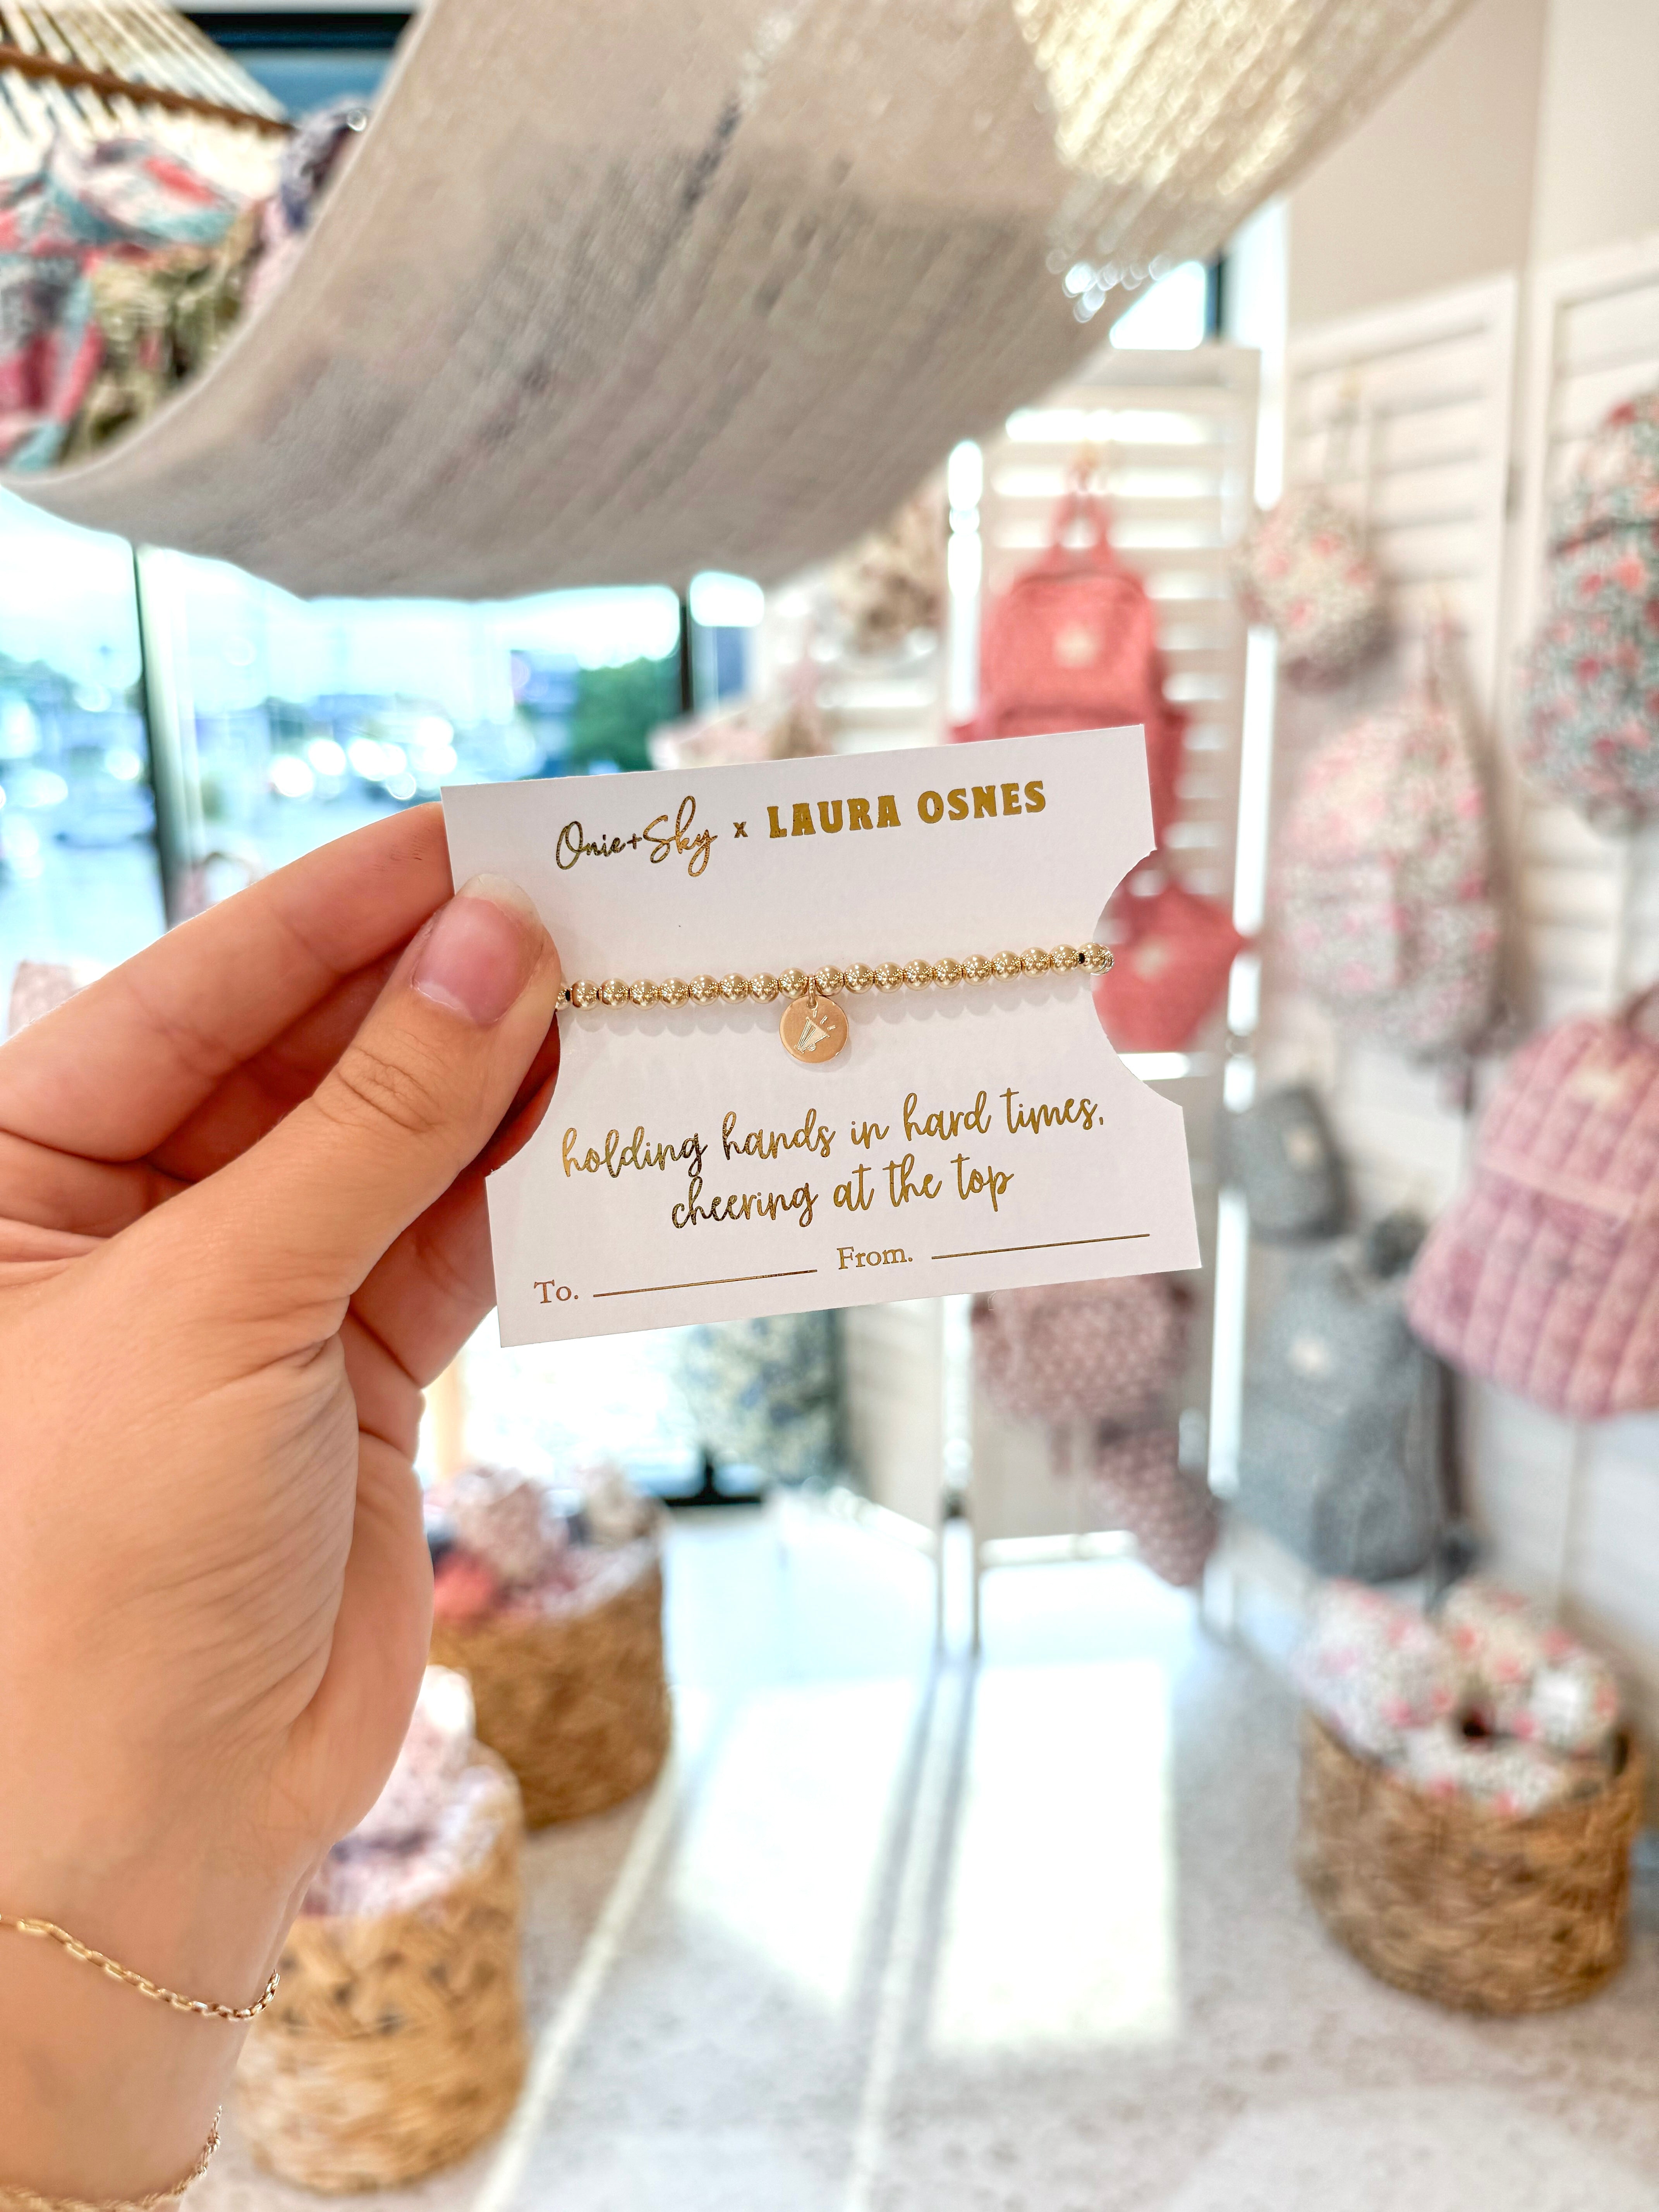 Onie+Sky x LAURA OSNES
holding hands in hard times,
cheering at the top
To. From.